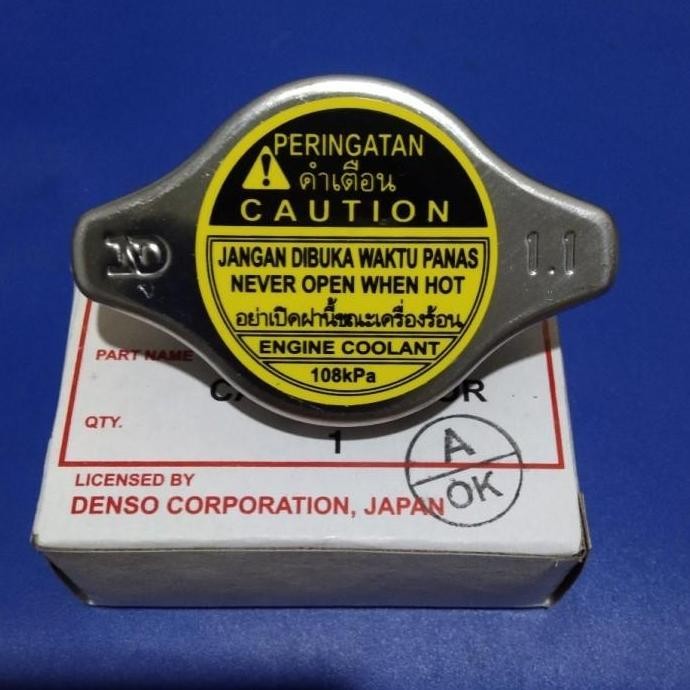 PERINGATAN
คำเตือน
CAUTION
JANGAN DIBUKA WAKTU PANAS
NEVER OPEN WHEN HOT
อย่าเปิดฝานี้ขณะเครื่องร้อน
ENGINE COOLANT
108kPa
1.1
PART NAME
QTY.
1
A
OK
LICENSED BY
DENSO CORPORATION, JAPAN